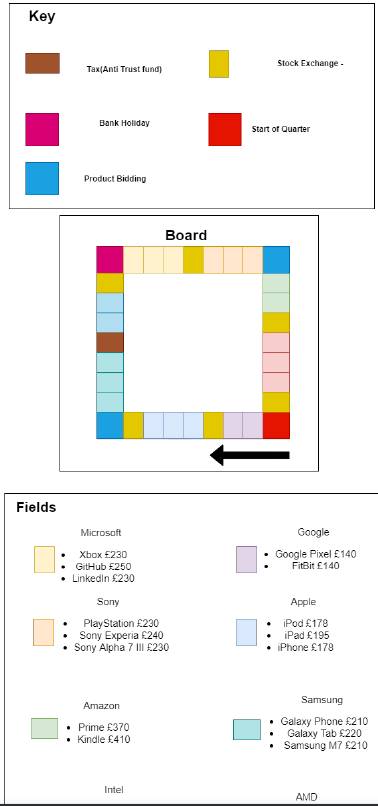 Key
Tax(Anti Trust fund)
Stock Exchange -
Bank Holiday
Start of Quarter
Product Bidding
Board
Fields
Microsoft
Xbox £230
GitHub £250
LinkedIn £230
Google
Google Pixel £140
FitBit £140
Sony
PlayStation £230
Sony Experia £240
Sony Alpha 7 III £230
Apple
iPod £178
iPad £195
iPhone £178
Amazon
Prime £370
Kindle £410
Samsung
Galaxy Phone £210
Galaxy Tab £220
Samsung M7 £210
Intel
AMD